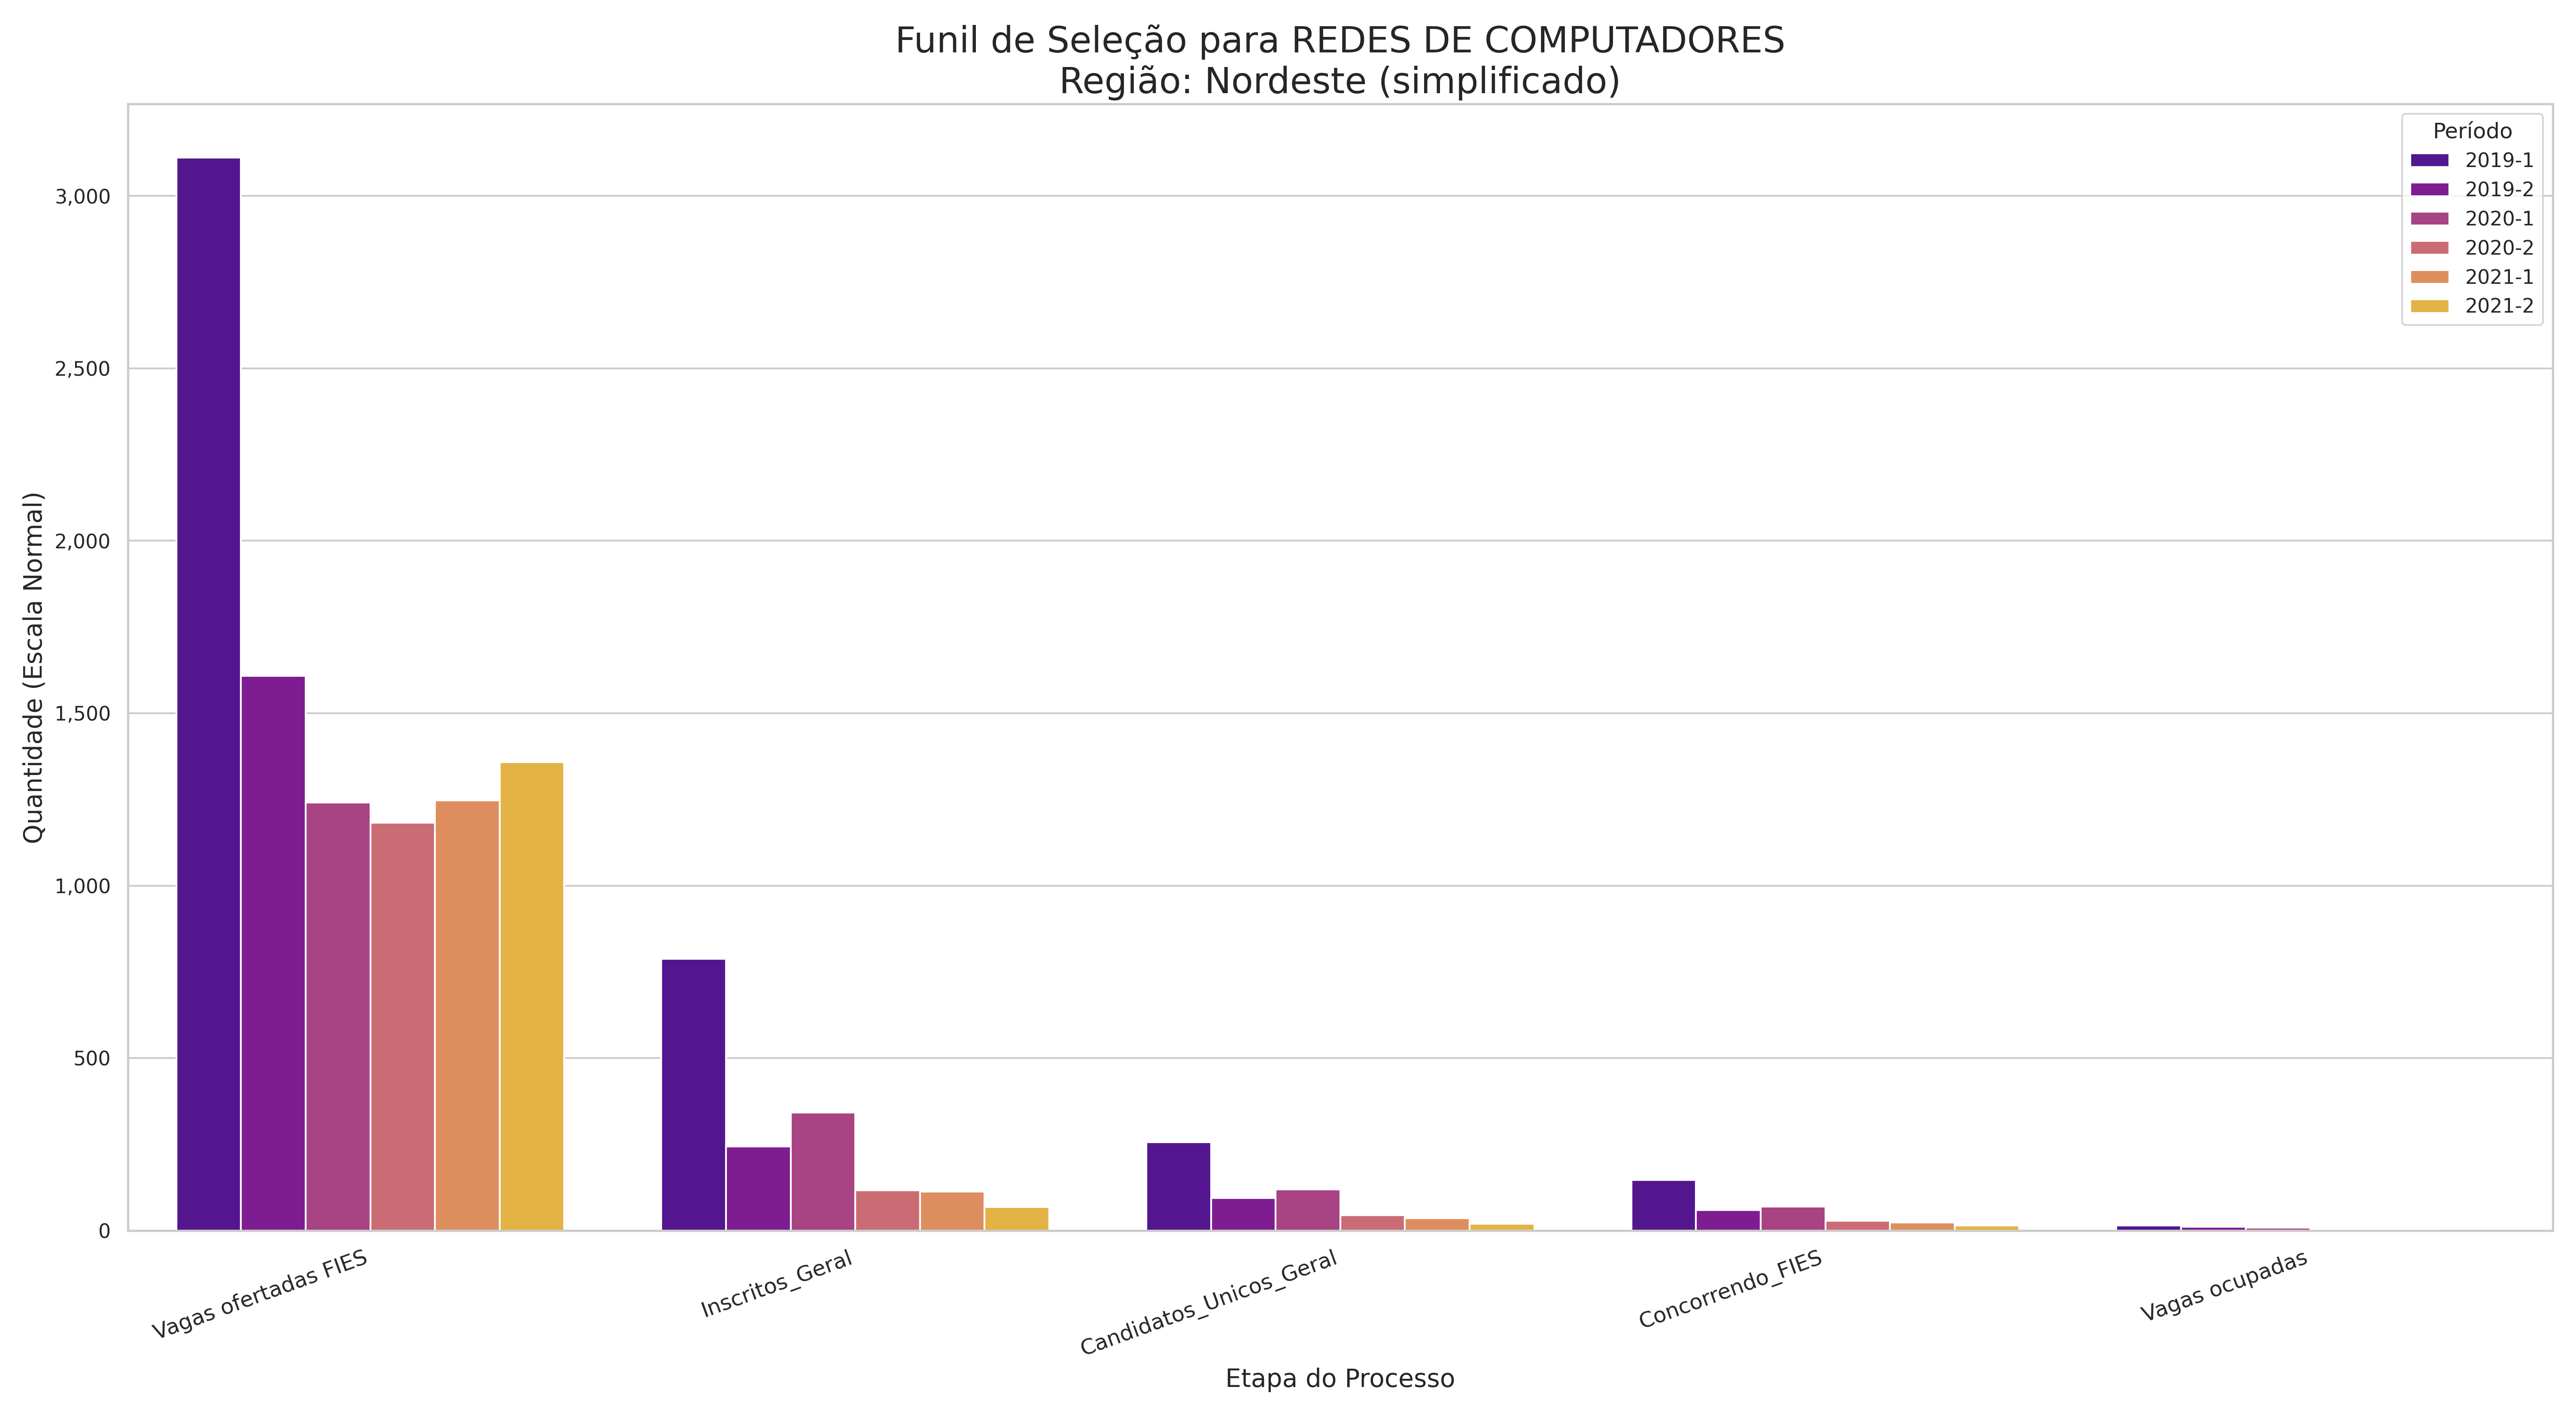 Funil de Seleção para REDES DE COMPUTADORES
Região: Nordeste (simplificado)
Período
2019-1
2019-2
2020-1
2020-2
2021-1
2021-2
Quantidade (Escala Normal)
3,000
2,500
2,000
1,500
1,000
500
0
Vagas ofertadas FIES
Inscritos_Geral
Candidatos_Unicos_Geral
Concorrendo_FIES
Vagas ocupadas
Etapa do Processo